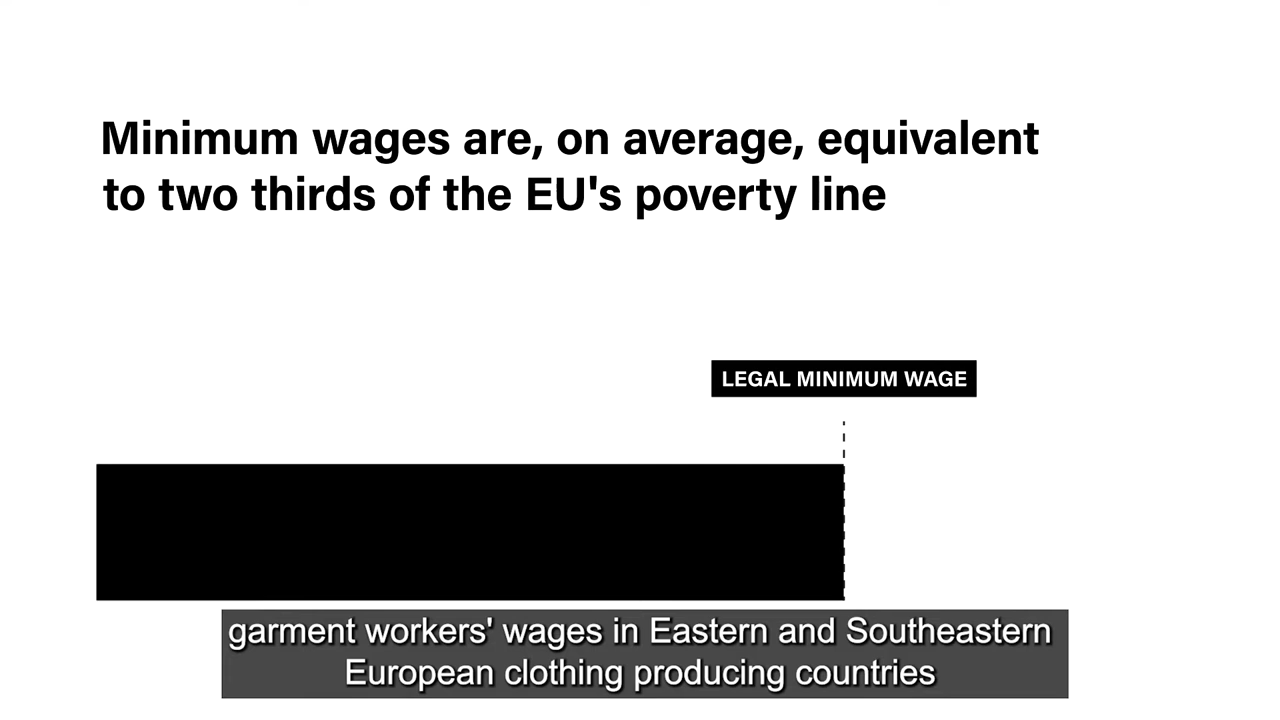 Minimum wages are, on average, equivalent
to two thirds of the EU's poverty line
LEGAL MINIMUM WAGE
garment workers' wages in Eastern and Southeastern
European clothing producing countries